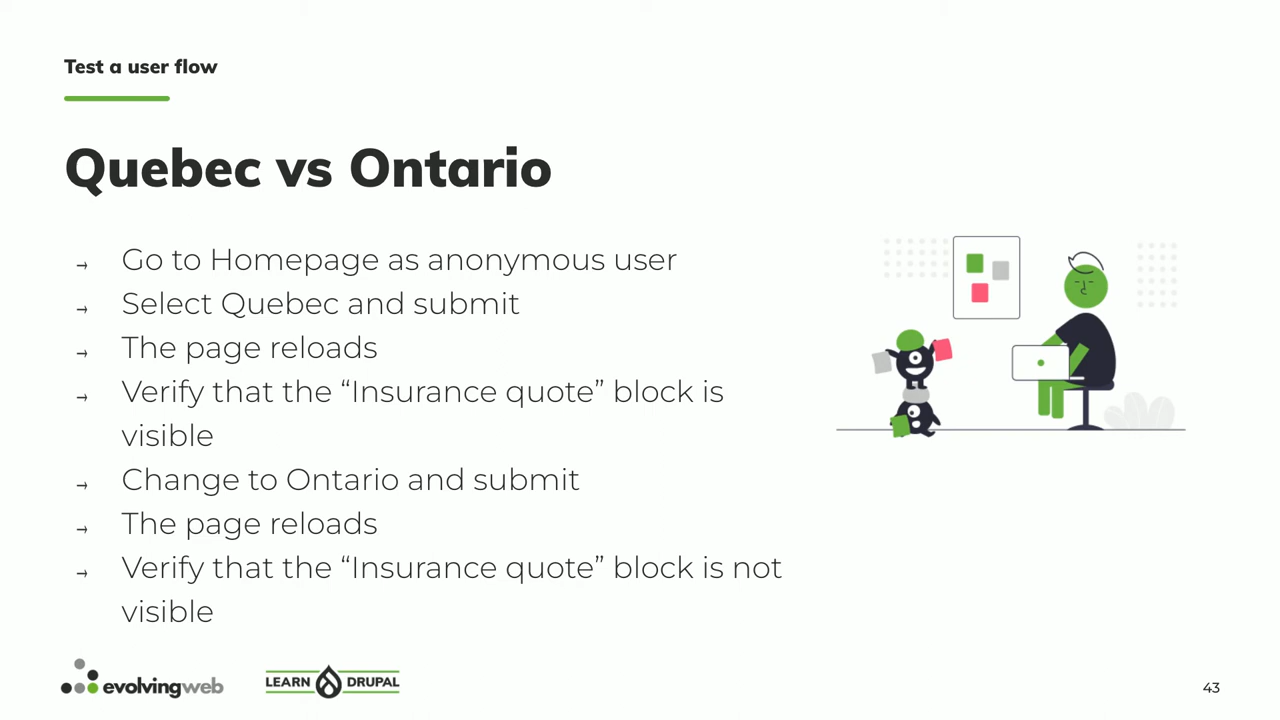 Test a user flow
Quebec vs Ontario
→ Go to Homepage as anonymous user
→ Select Quebec and submit
→ The page reloads
→ Verify that the “Insurance quote” block is
visible
→ Change to Ontario and submit
→ The page reloads
→ Verify that the “Insurance quote” block is not
visible
evolvingweb
LEARN DRUPAL
43